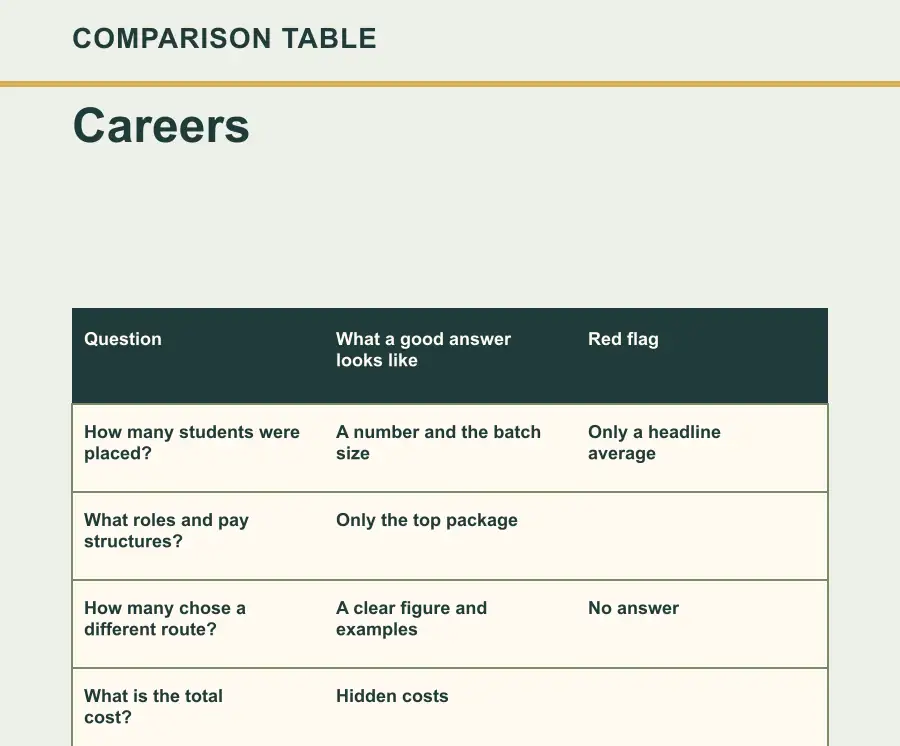 COMPARISON TABLE
Careers
Question
What a good answer
looks like
Red flag
How many students were
placed?
A number and the batch
size
Only a headline
average
What roles and pay
structures?
Only the top package
How many chose a
different route?
A clear figure and
examples
No answer
What is the total
cost?
Hidden costs